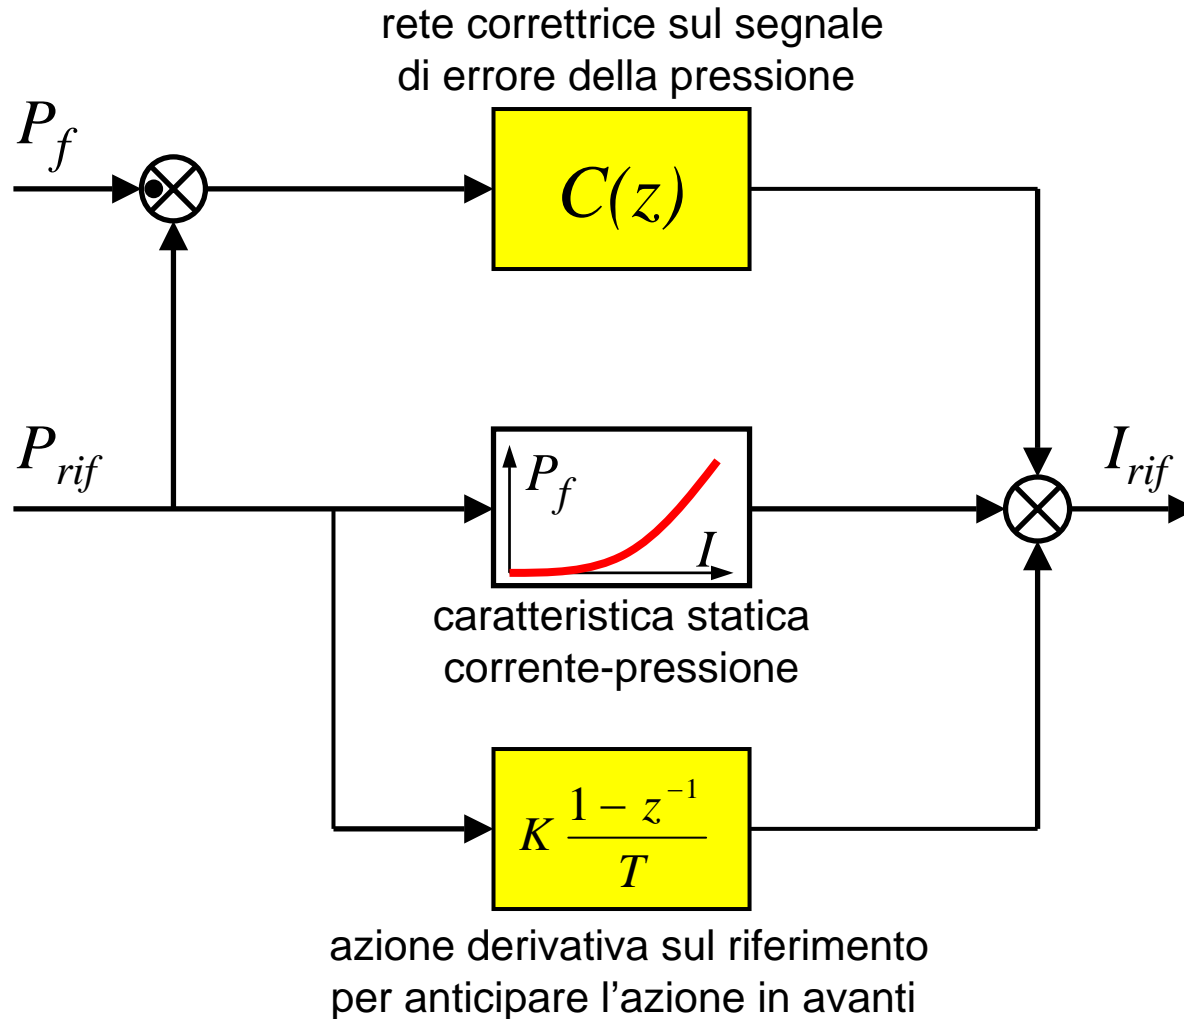 rete correttrice sul segnale
di errore della pressione
P_f
C(z)
P_rif
P_f
I
I_rif
caratteristica statica
corrente-pressione
K \frac{1 - z^{-1}}{T}
azione derivativa sul riferimento
per anticipare l’azione in avanti